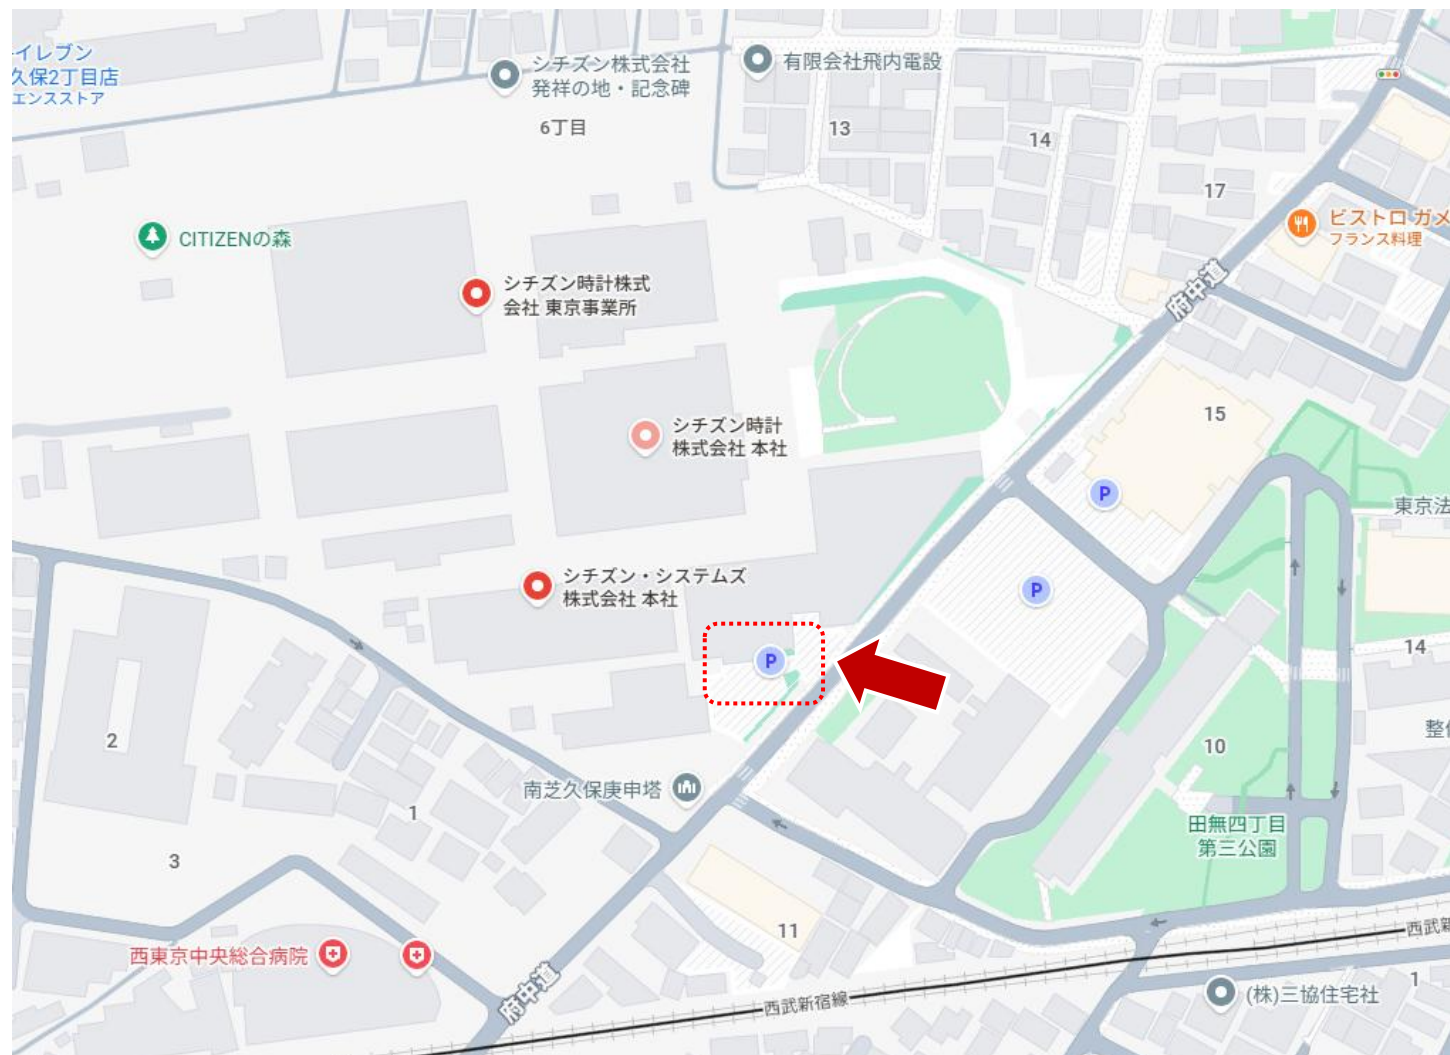 イレブン
久保2丁目店
エンスストア
シチズン株式会社
発祥の地・記念碑
有限会社飛内電設
6丁目
13
14
17
CITIZENの森
ビストロ ガメ
フランス料理
シチズン時計株式
会社 東京事業所
府中道
シチズン時計
株式会社 本社
15
P
東京法
シチズン・システムズ
株式会社 本社
P
P
14
2
10
整
南芝久保庚申塔
1
田無四丁目
第三公園
3
11
西東京中央総合病院
府中道
西武新宿線
西武新
(株)三協住宅社
1